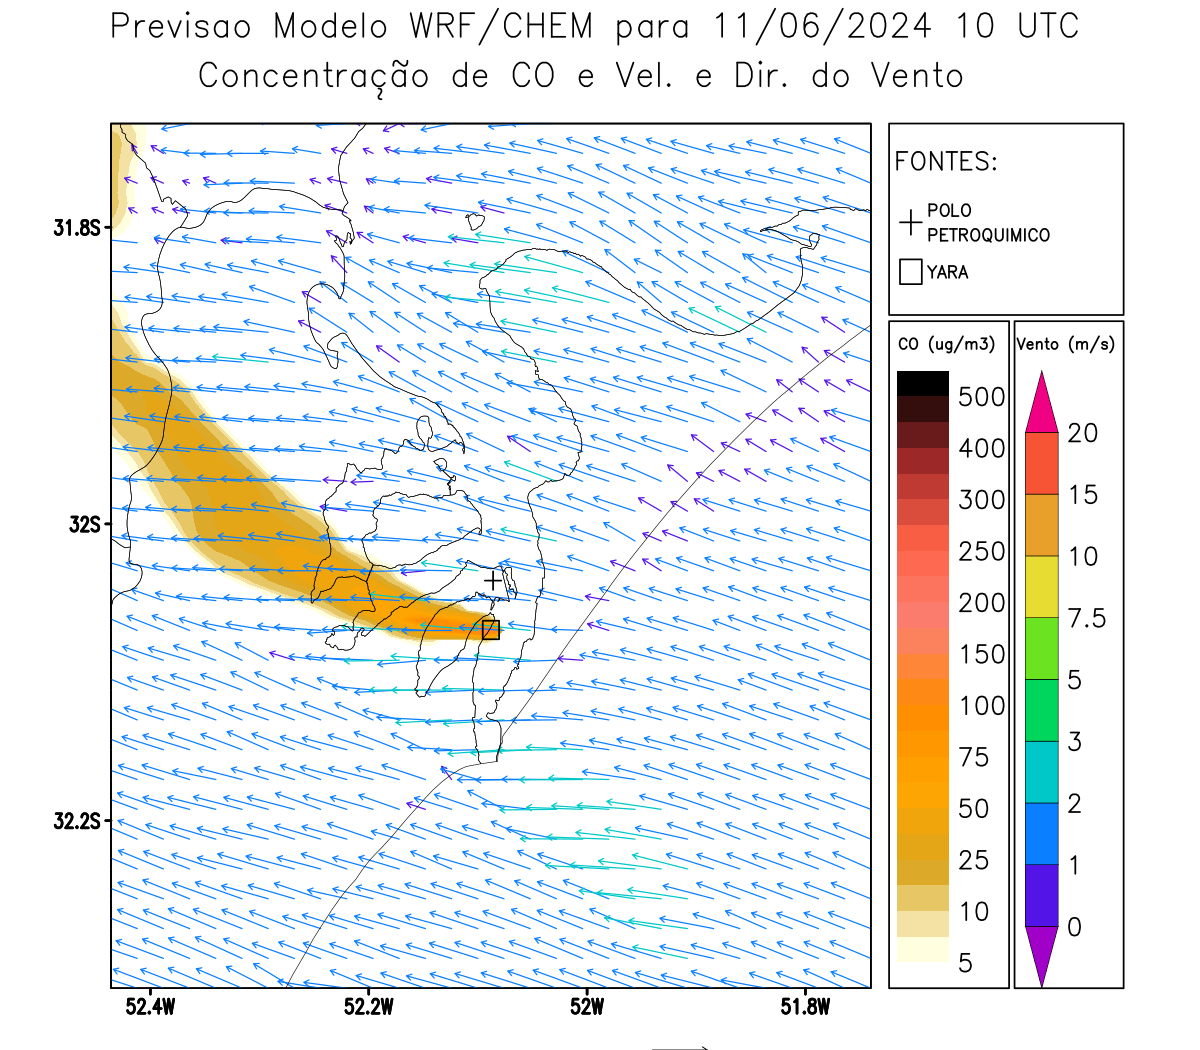 Previsao Modelo WRF/CHEM para 11/06/2024 10 UTC
Concentração de CO e Vel. e Dir. do Vento
FONTES:
POLO
PETROQUIMICO
YARA
CO (ug/m3)
500
400
300
250
200
150
100
75
50
25
10
5
Vento (m/s)
20
15
10
7.5
5
3
2
1
0
31.8S
32S
32.2S
52.4W 52.2W 52W 51.8W